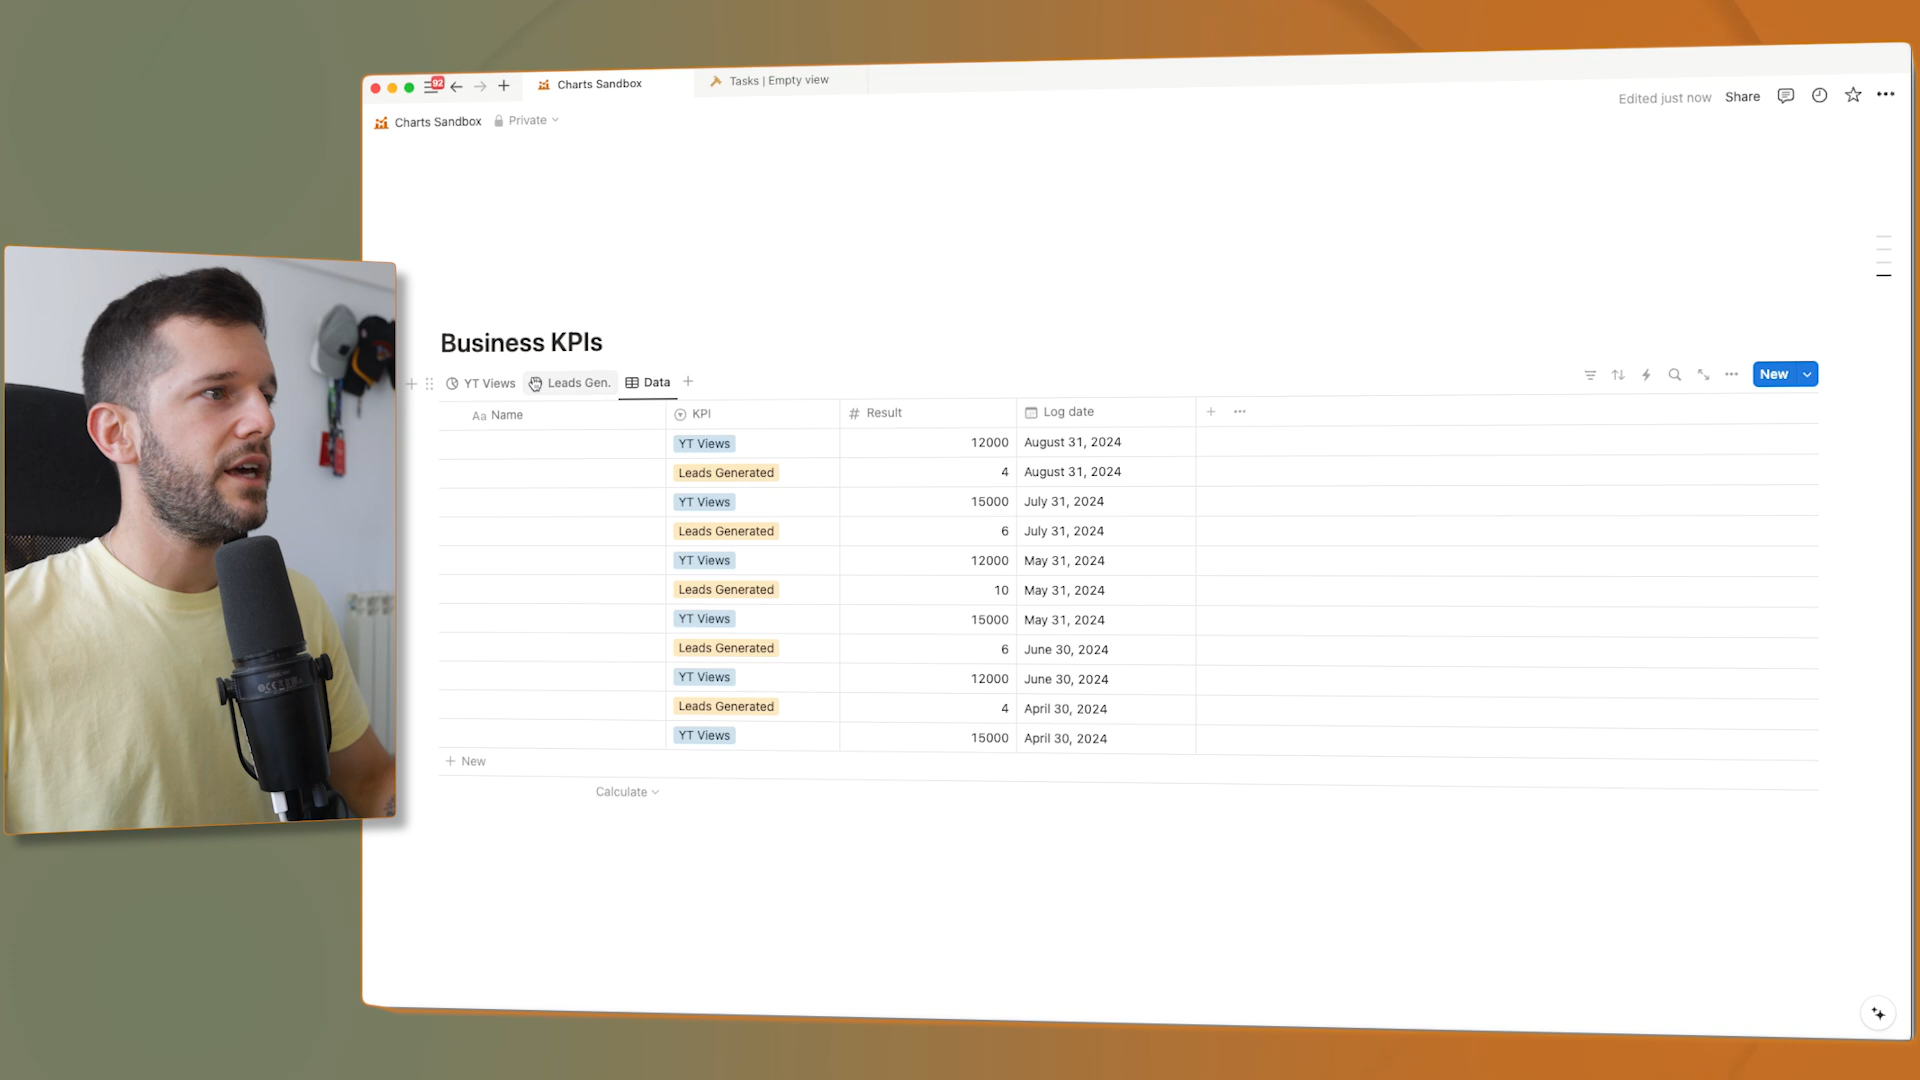 92
Charts Sandbox
Tasks | Empty view
Charts Sandbox Private
Edited just now Share
Business KPIs
YT Views Leads Gen. Data
New
Aa Name KPI # Result Log date
YT Views 12000 August 31, 2024
Leads Generated 4 August 31, 2024
YT Views 15000 July 31, 2024
Leads Generated 6 July 31, 2024
YT Views 12000 May 31, 2024
Leads Generated 10 May 31, 2024
YT Views 15000 May 31, 2024
Leads Generated 6 June 30, 2024
YT Views 12000 June 30, 2024
Leads Generated 4 April 30, 2024
YT Views 15000 April 30, 2024
+ New
Calculate